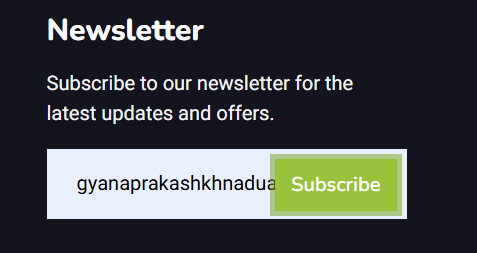 Newsletter
Subscribe to our newsletter for the
latest updates and offers.
gyanaprakashkhnadua Subscribe